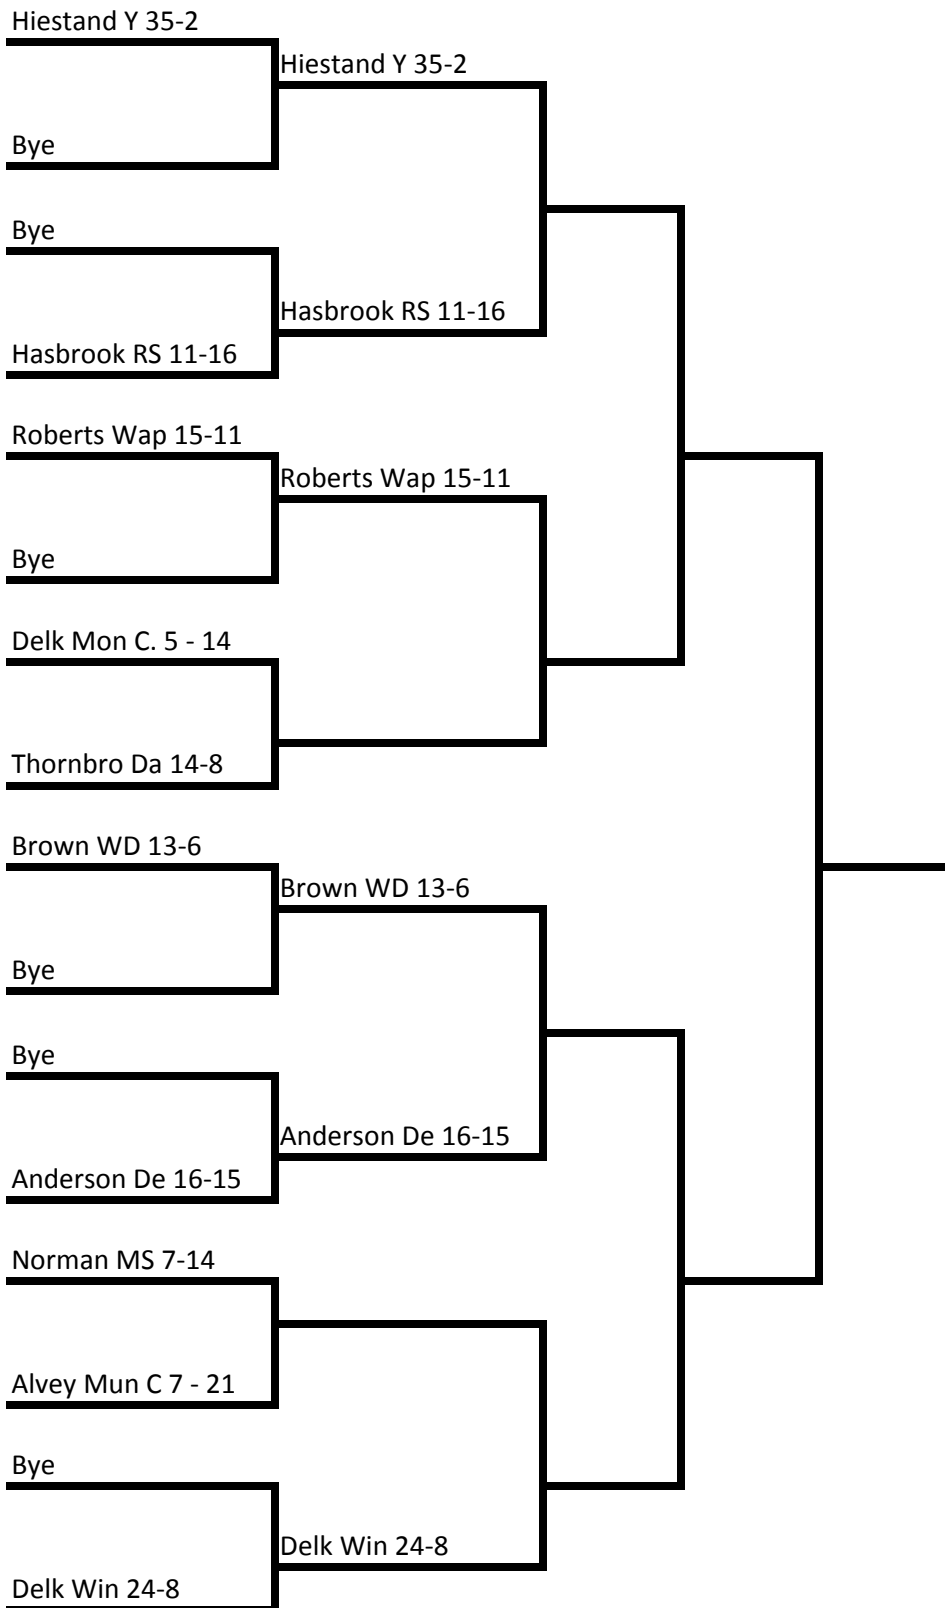 Hiestand Y 35-2
Hiestand Y 35-2
Bye
Bye
Hasbrook RS 11-16
Hasbrook RS 11-16
Roberts Wap 15-11
Roberts Wap 15-11
Bye
Delk Mon C. 5 - 14
Thornbro Da 14-8
Brown WD 13-6
Brown WD 13-6
Bye
Bye
Anderson De 16-15
Anderson De 16-15
Norman MS 7-14
Alvey Mun C 7 - 21
Bye
Delk Win 24-8
Delk Win 24-8